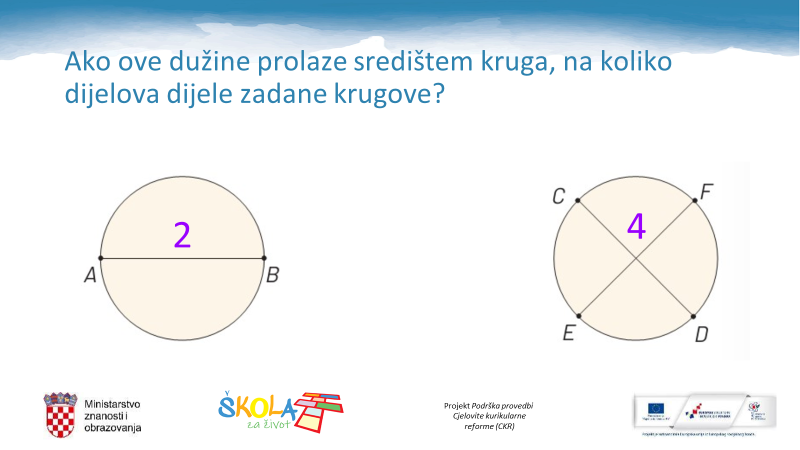 Ako ove dužine prolaze središtem kruga, na koliko
dijelova dijele zadane krugove?
2
A
B
C
F
4
E
D
Ministarstvo
znanosti i
obrazovanja
ŠKOLA
za život
Projekt Podrška provedbi
Cjelovite kurikularne
reforme (CKR)